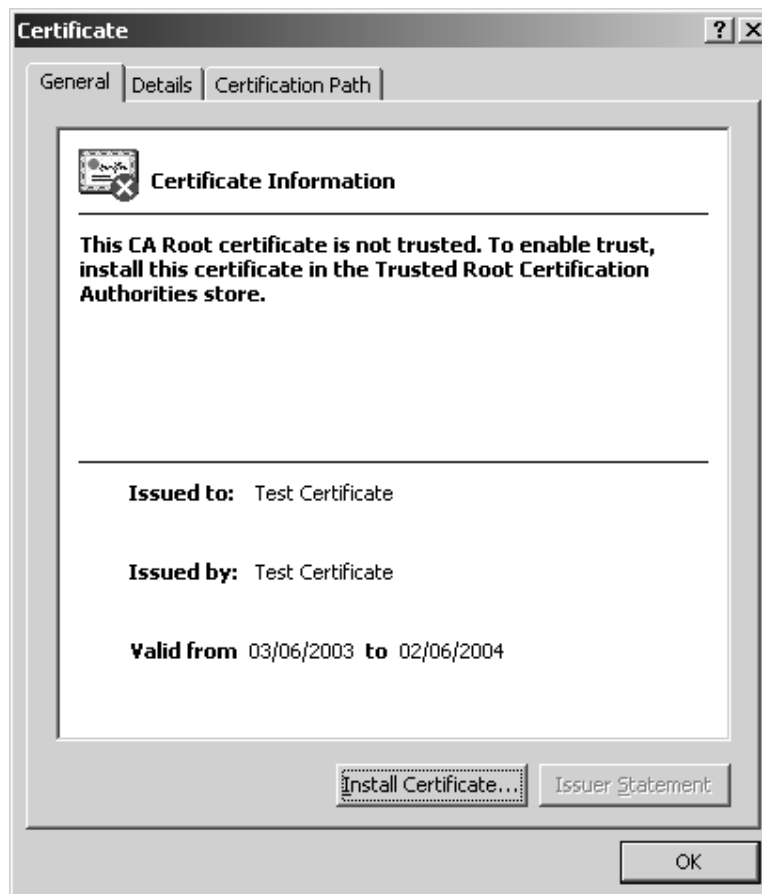 Certificate
General
Details
Certification Path
Certificate Information
This CA Root certificate is not trusted. To enable trust,
install this certificate in the Trusted Root Certification
Authorities store.
Issued to: Test Certificate
Issued by: Test Certificate
Valid from 03/06/2003 to 02/06/2004
Install Certificate...
Issuer Statement
OK